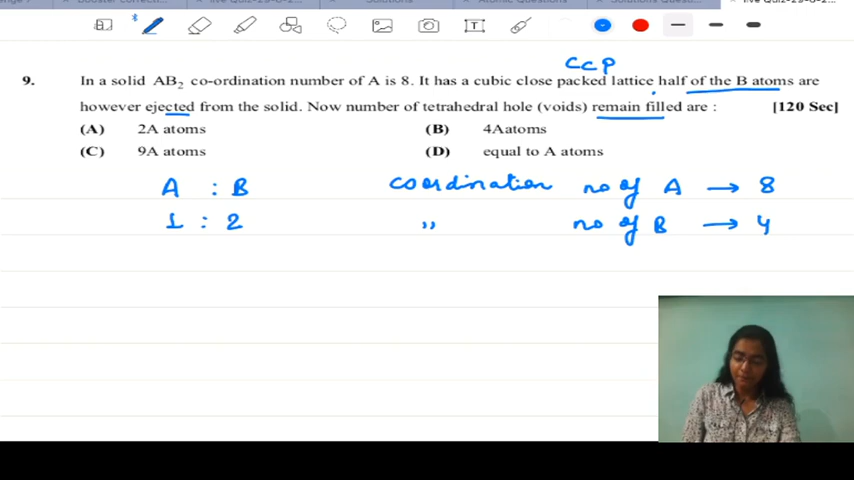 CCP
9. In a solid AB₂ co-ordination number of A is 8. It has a cubic close packed lattice half of the B atoms are
however ejected from the solid. Now number of tetrahedral hole (voids) remain filled are : [120 Sec]
(A) 2A atoms (B) 4Aatoms
(C) 9A atoms (D) equal to A atoms
A : B coordination no of A → 8
1 : 2 ,, no of B → 4